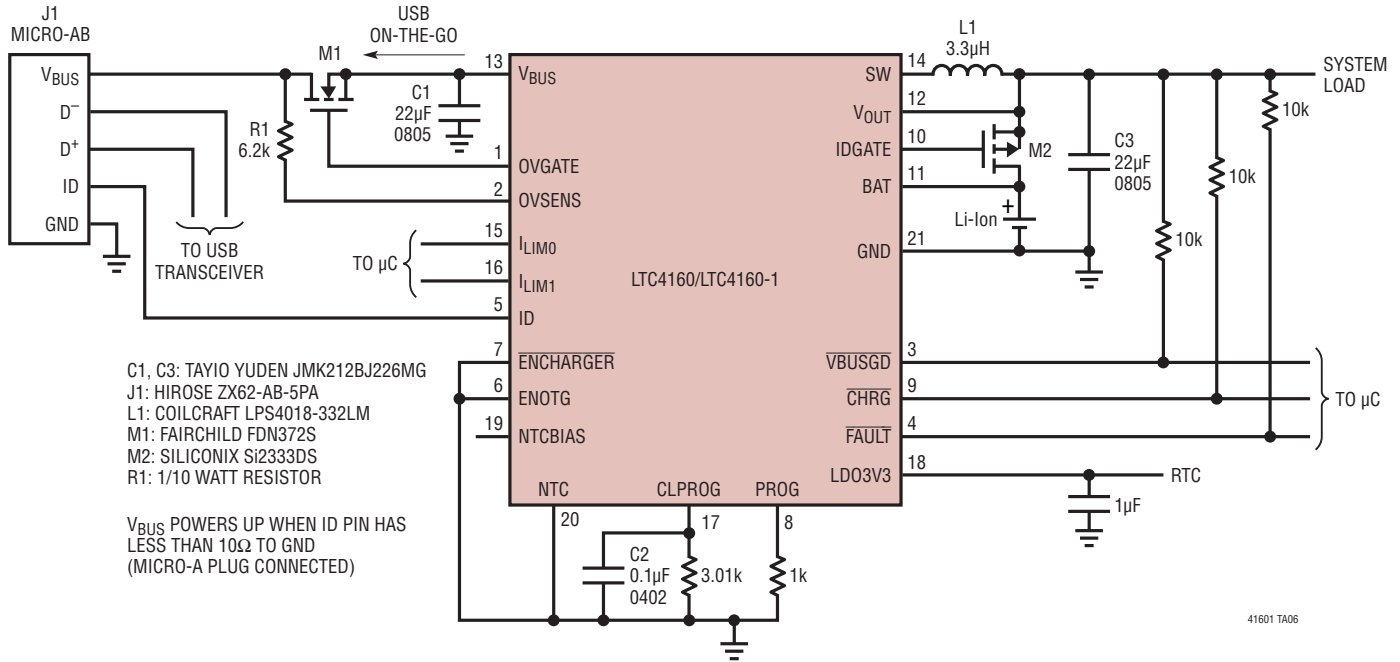 J1
MICRO-AB
VBUS
D–
D+
ID
GND
TO USB
TRANSCEIVER
M1
USB
ON-THE-GO
R1
6.2k
C1
22µF
0805
TO µC
13
1
2
15
16
5
7
6
19
VBUS
OVGATE
OVSENS
ILIM0
ILIM1
ID
ENCHARGER
ENOTG
NTCBIAS
LTC4160/LTC4160-1
NTC
CLPROG
PROG
20
17
8
SW
VOUT
IDGATE
BAT
GND
VBUSGD
CHRG
FAULT
LDO3V3
14
12
10
11
21
3
9
4
18
L1
3.3µH
M2
Li-Ion
+
C3
22µF
0805
10k
10k
10k
SYSTEM
LOAD
TO µC
RTC
1µF
C2
0.1µF
0402
3.01k
1k
C1, C3: TAYIO YUDEN JMK212BJ226MG
J1: HIROSE ZX62-AB-5PA
L1: COILCRAFT LPS4018-332LM
M1: FAIRCHILD FDN372S
M2: SILICONIX Si2333DS
R1: 1/10 WATT RESISTOR
VBUS POWERS UP WHEN ID PIN HAS
LESS THAN 10Ω TO GND
(MICRO-A PLUG CONNECTED)
41601 TA06